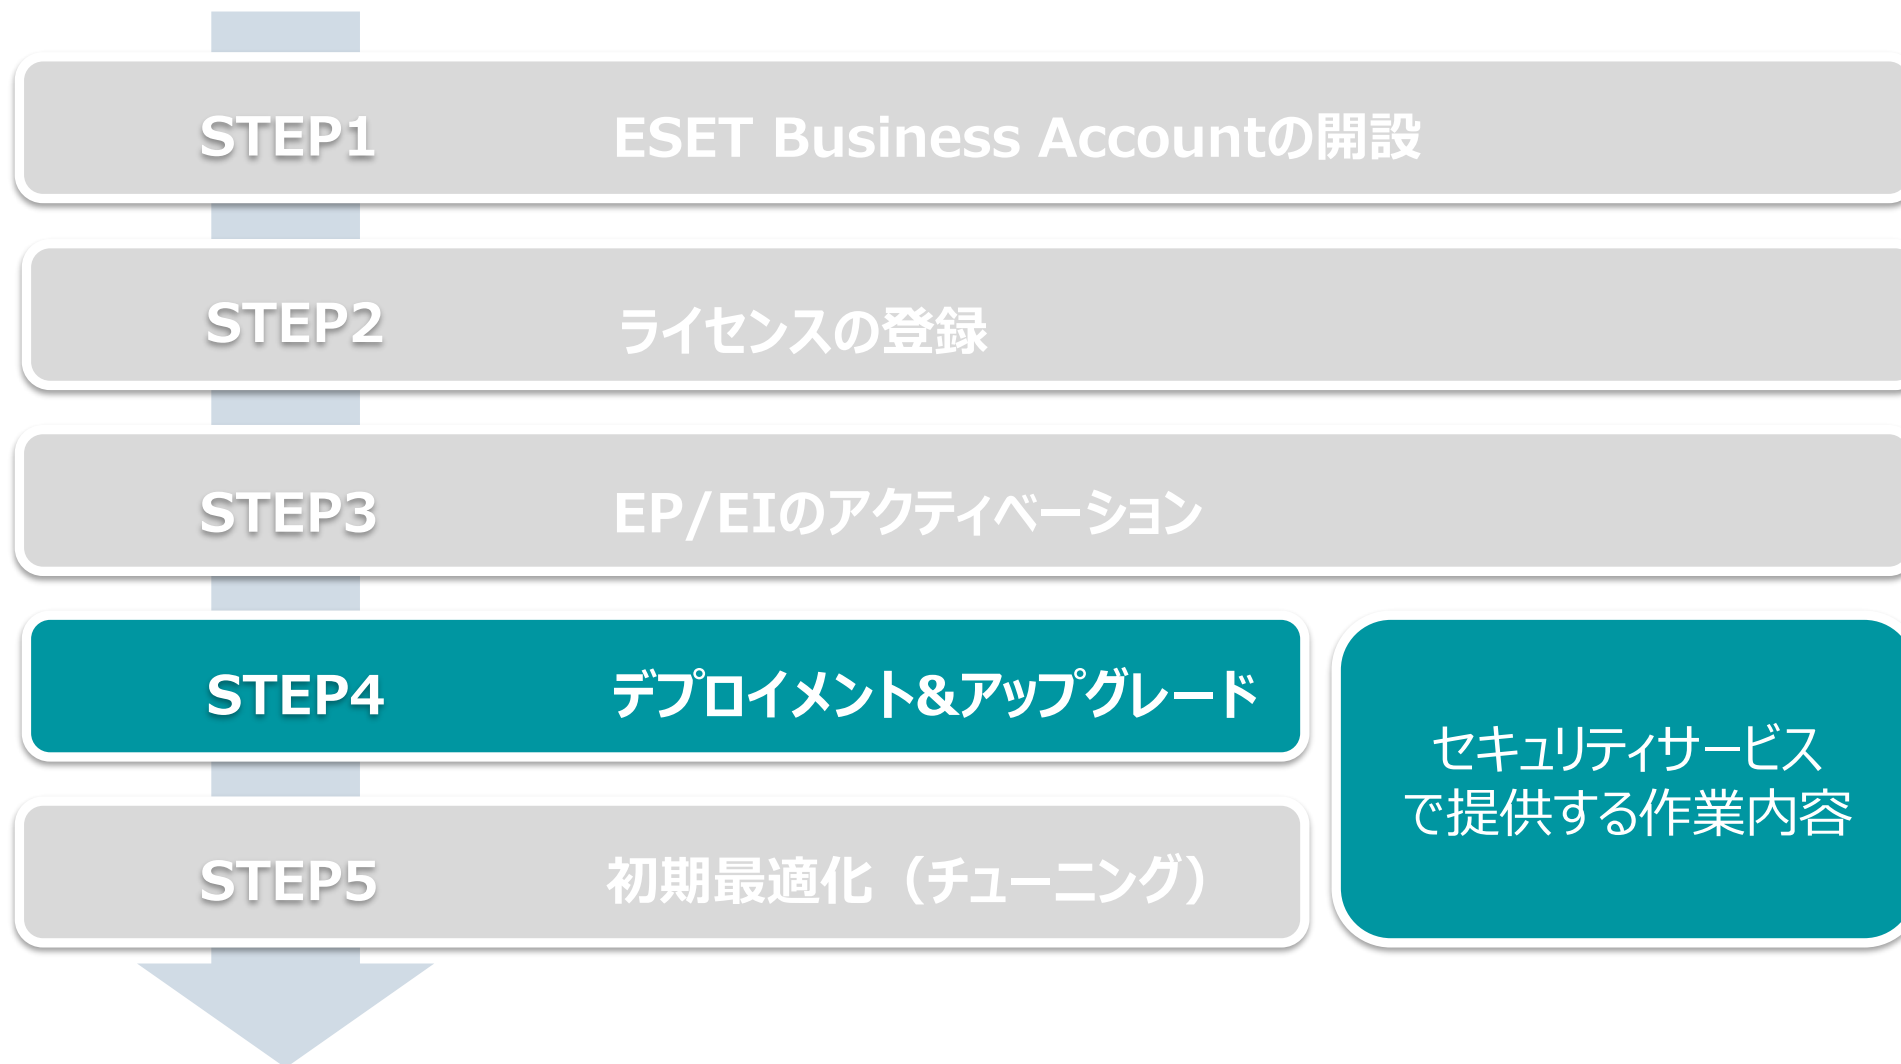 STEP1 ESET Business Accountの開設
STEP2 ライセンスの登録
STEP3 EP/EIのアクティベーション
STEP4 デプロイメント&アップグレード
STEP5 初期最適化（チューニング）
セキュリティサービス
で提供する作業内容